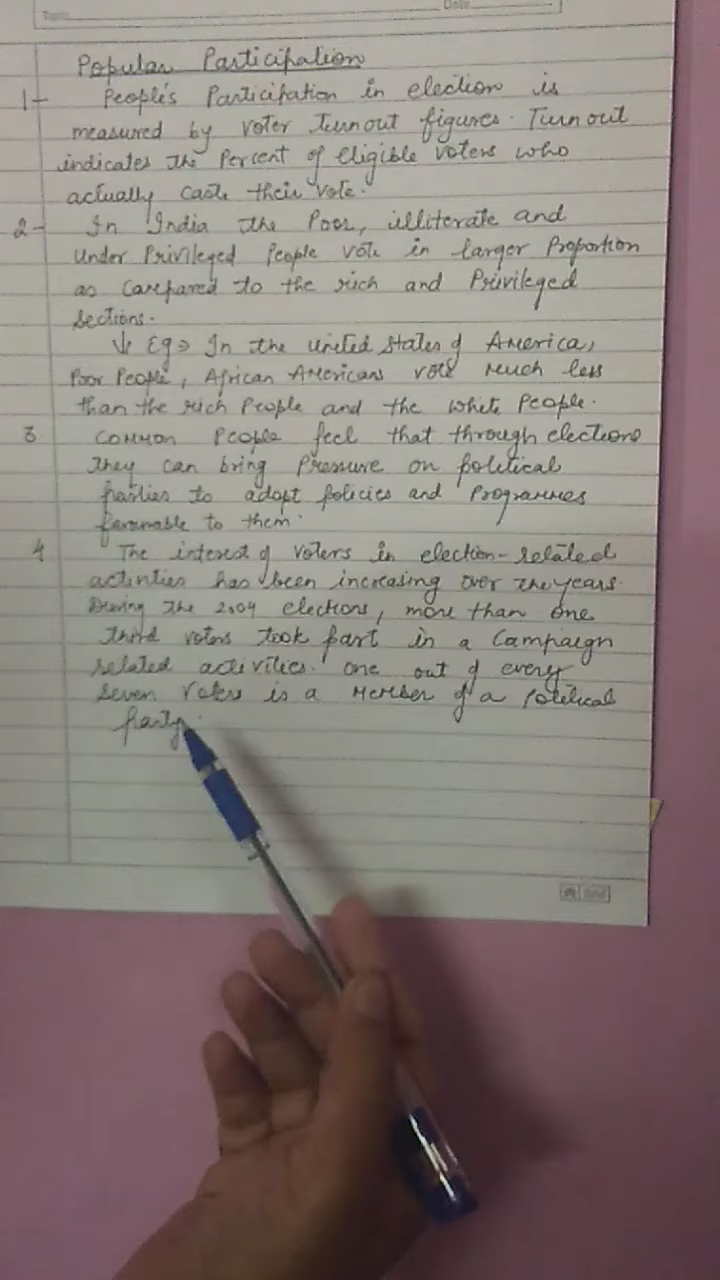 Topic
Date
Popular Participation
1- People's Participation in election is
measured by voter turnout figures. Turnout
indicates the Percent of eligible voters who
actually caste their vote.
2- In India the Poor, illiterate and
Under Privileged People vote in larger Proportion
as Compared to the rich and Privileged
Sections.
↓ Eg → In the united States of America,
Poor People, African Americans vote much less
than the rich People and the white People.
3 Common People feel that through elections
they can bring Pressure on political
parties to adopt policies and Programmes
favourable to them.
4 The interest of voters in election-related
activities has been increasing over the years.
During the 2004 elections, more than one
third voters took part in a Campaign
related activities. one out of every
Seven Voters is a Member of a Political
party.